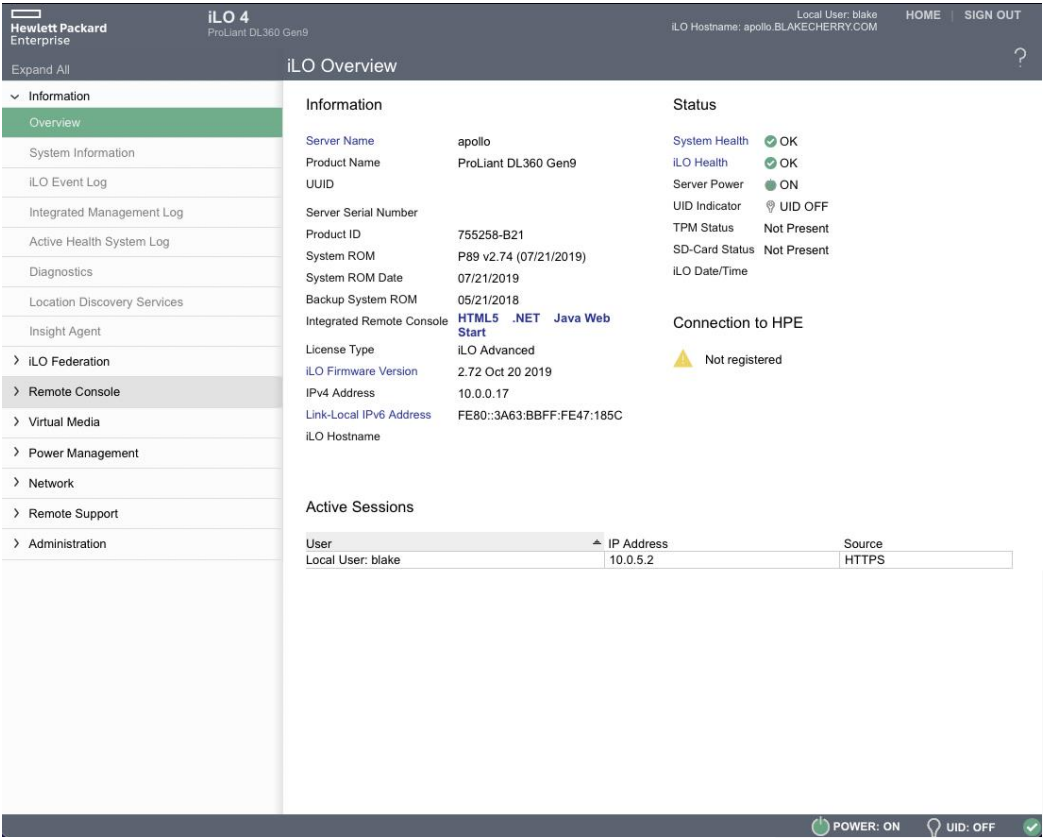 Hewlett Packard
Enterprise
iLO 4
ProLiant DL360 Gen9
Local User: blake
iLO Hostname: apollo.BLAKECHERRY.COM
HOME | SIGN OUT
Expand All
iLO Overview
?
Information
Overview
System Information
iLO Event Log
Integrated Management Log
Active Health System Log
Diagnostics
Location Discovery Services
Insight Agent
iLO Federation
Remote Console
Virtual Media
Power Management
Network
Remote Support
Administration
Information
Server Name apollo
Product Name ProLiant DL360 Gen9
UUID
Server Serial Number
Product ID 755258-B21
System ROM P89 v2.74 (07/21/2019)
System ROM Date 07/21/2019
Backup System ROM 05/21/2018
Integrated Remote Console HTML5 .NET Java Web
Start
License Type iLO Advanced
iLO Firmware Version 2.72 Oct 20 2019
IPv4 Address 10.0.0.17
Link-Local IPv6 Address FE80::3A63:BBFF:FE47:185C
iLO Hostname
Status
System Health OK
iLO Health OK
Server Power ON
UID Indicator UID OFF
TPM Status Not Present
SD-Card Status Not Present
iLO Date/Time
Connection to HPE
Not registered
Active Sessions
User IP Address Source
Local User: blake 10.0.5.2 HTTPS
POWER: ON UID: OFF